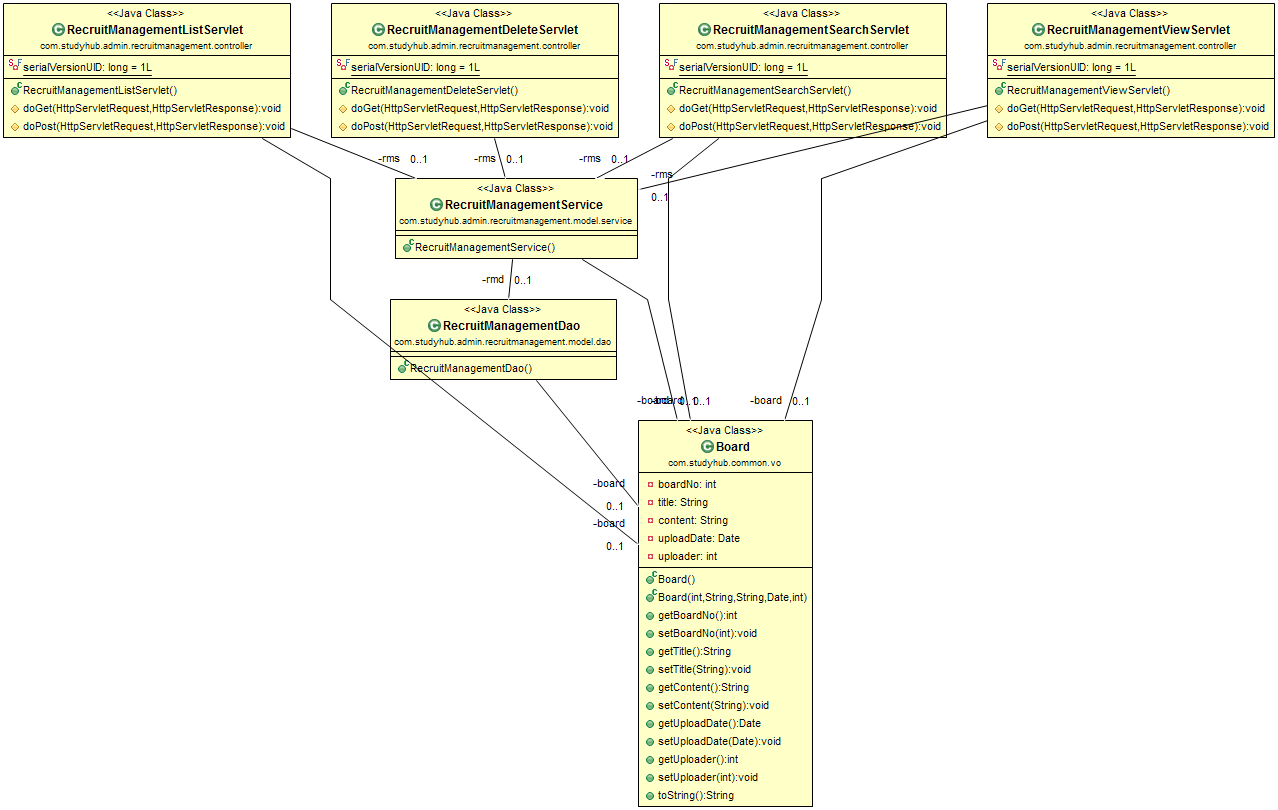 <<Java Class>>
RecruitManagementListServlet
com.studyhub.admin.recruitmanagement.controller
serialVersionUID: long = 1L
RecruitManagementListServlet()
doGet(HttpServletRequest,HttpServletResponse):void
doPost(HttpServletRequest,HttpServletResponse):void
<<Java Class>>
RecruitManagementDeleteServlet
com.studyhub.admin.recruitmanagement.controller
serialVersionUID: long = 1L
RecruitManagementDeleteServlet()
doGet(HttpServletRequest,HttpServletResponse):void
doPost(HttpServletRequest,HttpServletResponse):void
<<Java Class>>
RecruitManagementSearchServlet
com.studyhub.admin.recruitmanagement.controller
serialVersionUID: long = 1L
RecruitManagementSearchServlet()
doGet(HttpServletRequest,HttpServletResponse):void
doPost(HttpServletRequest,HttpServletResponse):void
<<Java Class>>
RecruitManagementViewServlet
com.studyhub.admin.recruitmanagement.controller
serialVersionUID: long = 1L
RecruitManagementViewServlet()
doGet(HttpServletRequest,HttpServletResponse):void
doPost(HttpServletRequest,HttpServletResponse):void
-rms 0..1
-rms 0..1
-rms 0..1
-rms
0..1
<<Java Class>>
RecruitManagementService
com.studyhub.admin.recruitmanagement.model.service
RecruitManagementService()
-rmd 0..1
<<Java Class>>
RecruitManagementDao
com.studyhub.admin.recruitmanagement.model.dao
RecruitManagementDao()
-board 0..1
-board 0..1
-board 0..1
-board
0..1
-board
0..1
<<Java Class>>
Board
com.studyhub.common.vo
boardNo: int
title: String
content: String
uploadDate: Date
uploader: int
Board()
Board(int,String,String,Date,int)
getBoardNo():int
setBoardNo(int):void
getTitle():String
setTitle(String):void
getContent():String
setContent(String):void
getUploadDate():Date
setUploadDate(Date):void
getUploader():int
setUploader(int):void
toString():String